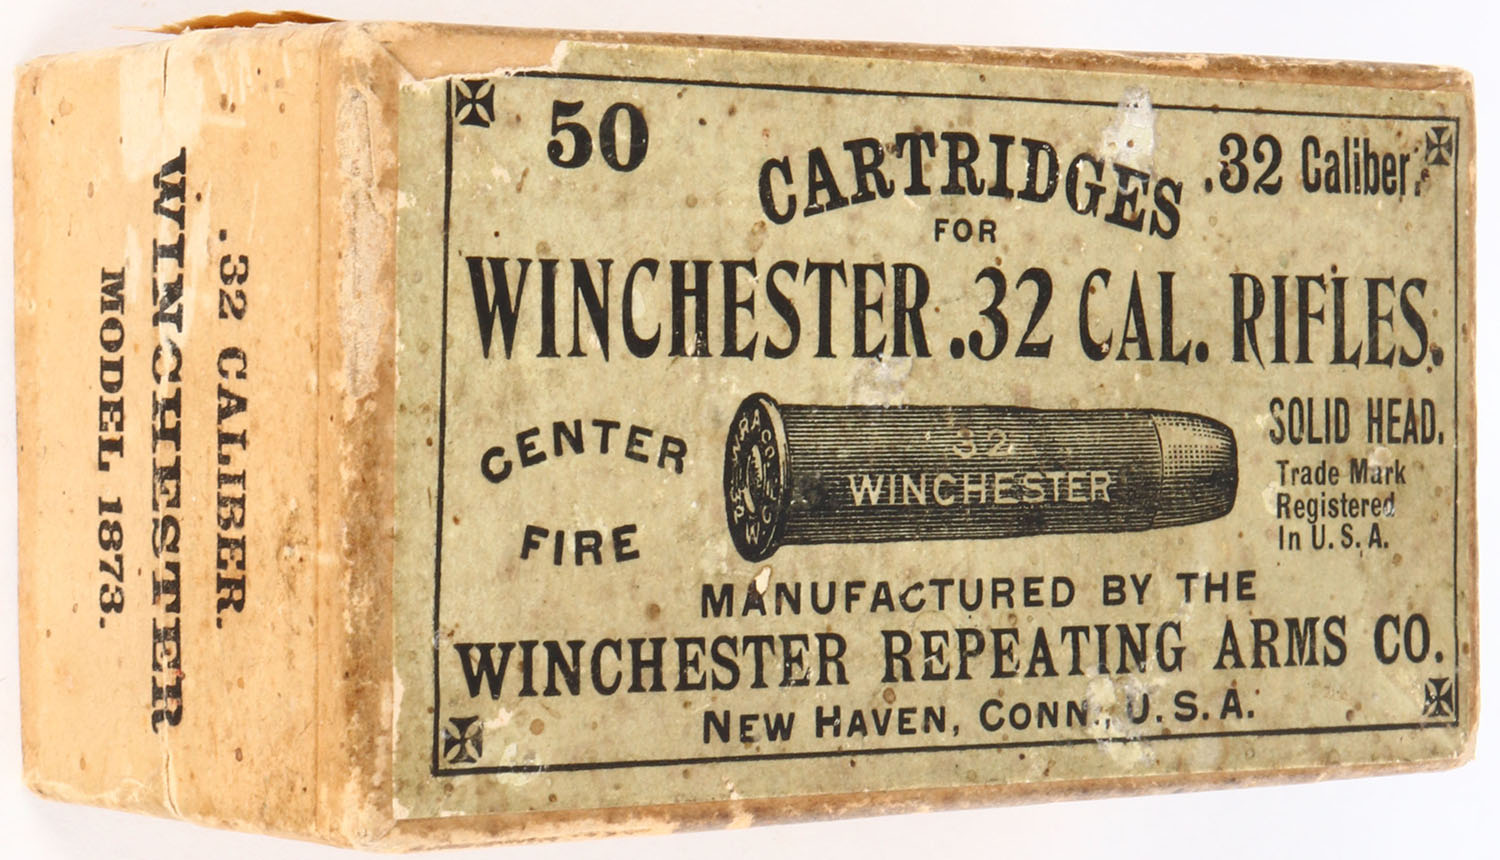 50
CARTRIDGES
.32 Caliber.
FOR
WINCHESTER .32 CAL. RIFLES.
CENTER
FIRE
32
WINCHESTER
SOLID HEAD.
Trade Mark
Registered
In U.S.A.
MANUFACTURED BY THE
WINCHESTER REPEATING ARMS CO.
NEW HAVEN, CONN., U.S.A.
.32 CALIBER.
WINCHESTER
MODEL 1873.